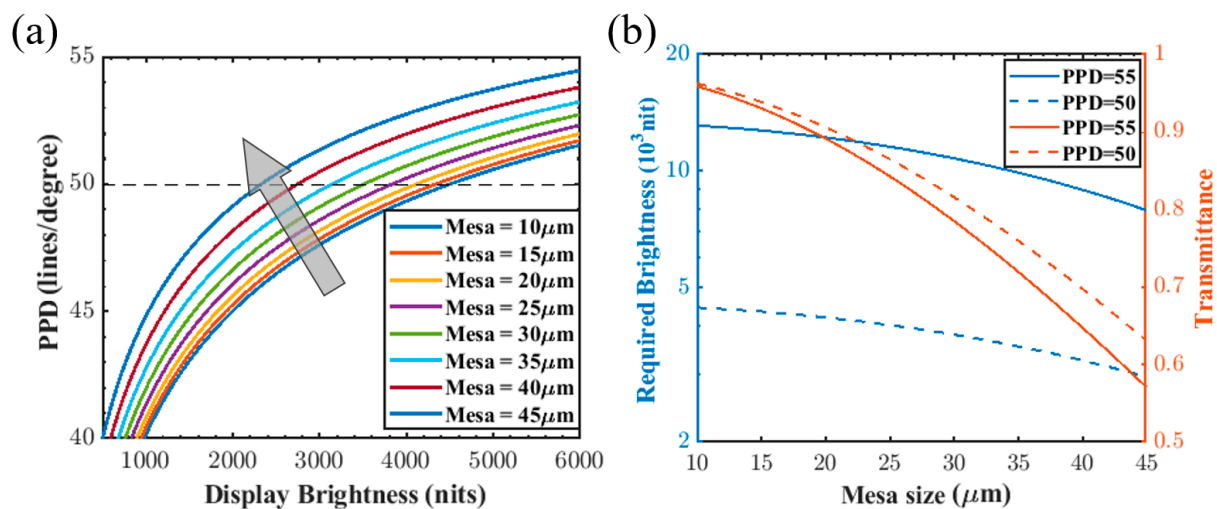 (a)
55
50
45
40
PPD (lines/degree)
Mesa = 10μm
Mesa = 15μm
Mesa = 20μm
Mesa = 25μm
Mesa = 30μm
Mesa = 35μm
Mesa = 40μm
Mesa = 45μm
1000 2000 3000 4000 5000 6000
Display Brightness (nits)
(b)
20
10
5
2
Required Brightness (10³nit)
PPD=55
PPD=50
PPD=55
PPD=50
1
0.9
0.8
0.7
0.6
0.5
Transmittance
10 15 20 25 30 35 40 45
Mesa size (μm)